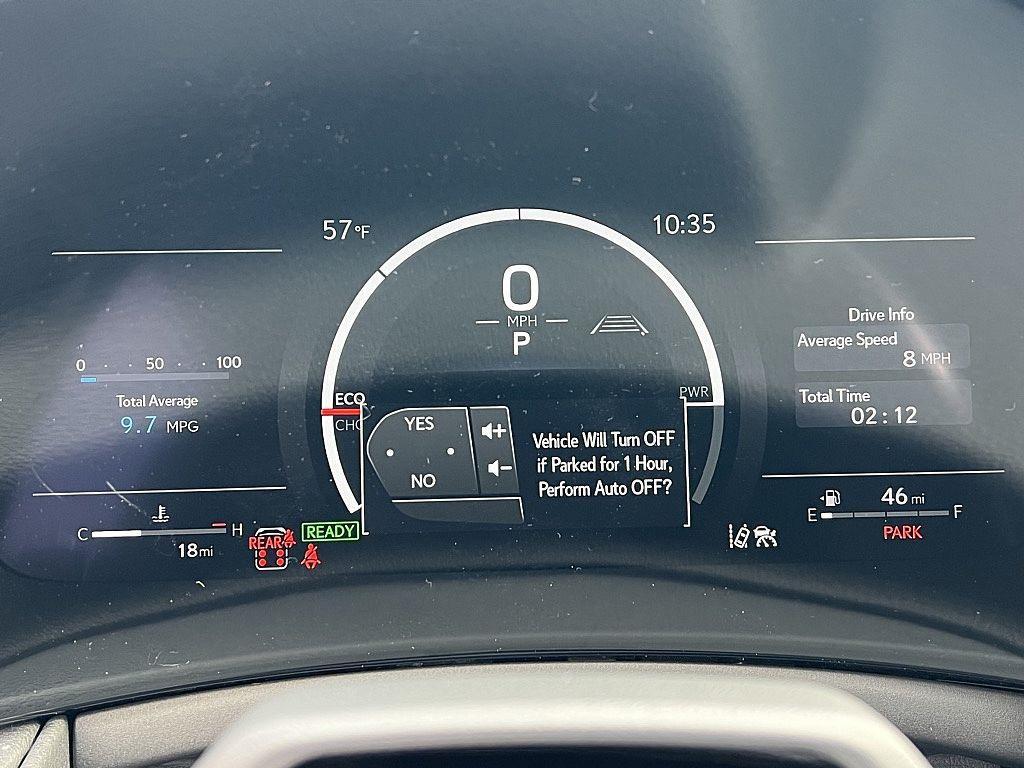 57°F
10:35
0
MPH
P
Drive Info
Average Speed
8 MPH
Total Time
02:12
0 50 100
Total Average
9.7 MPG
ECO
CHG
PWR
YES
NO
+
-
Vehicle Will Turn OFF
if Parked for 1 Hour,
Perform Auto OFF?
C H
18mi
REAR
READY
46 mi
E F
PARK